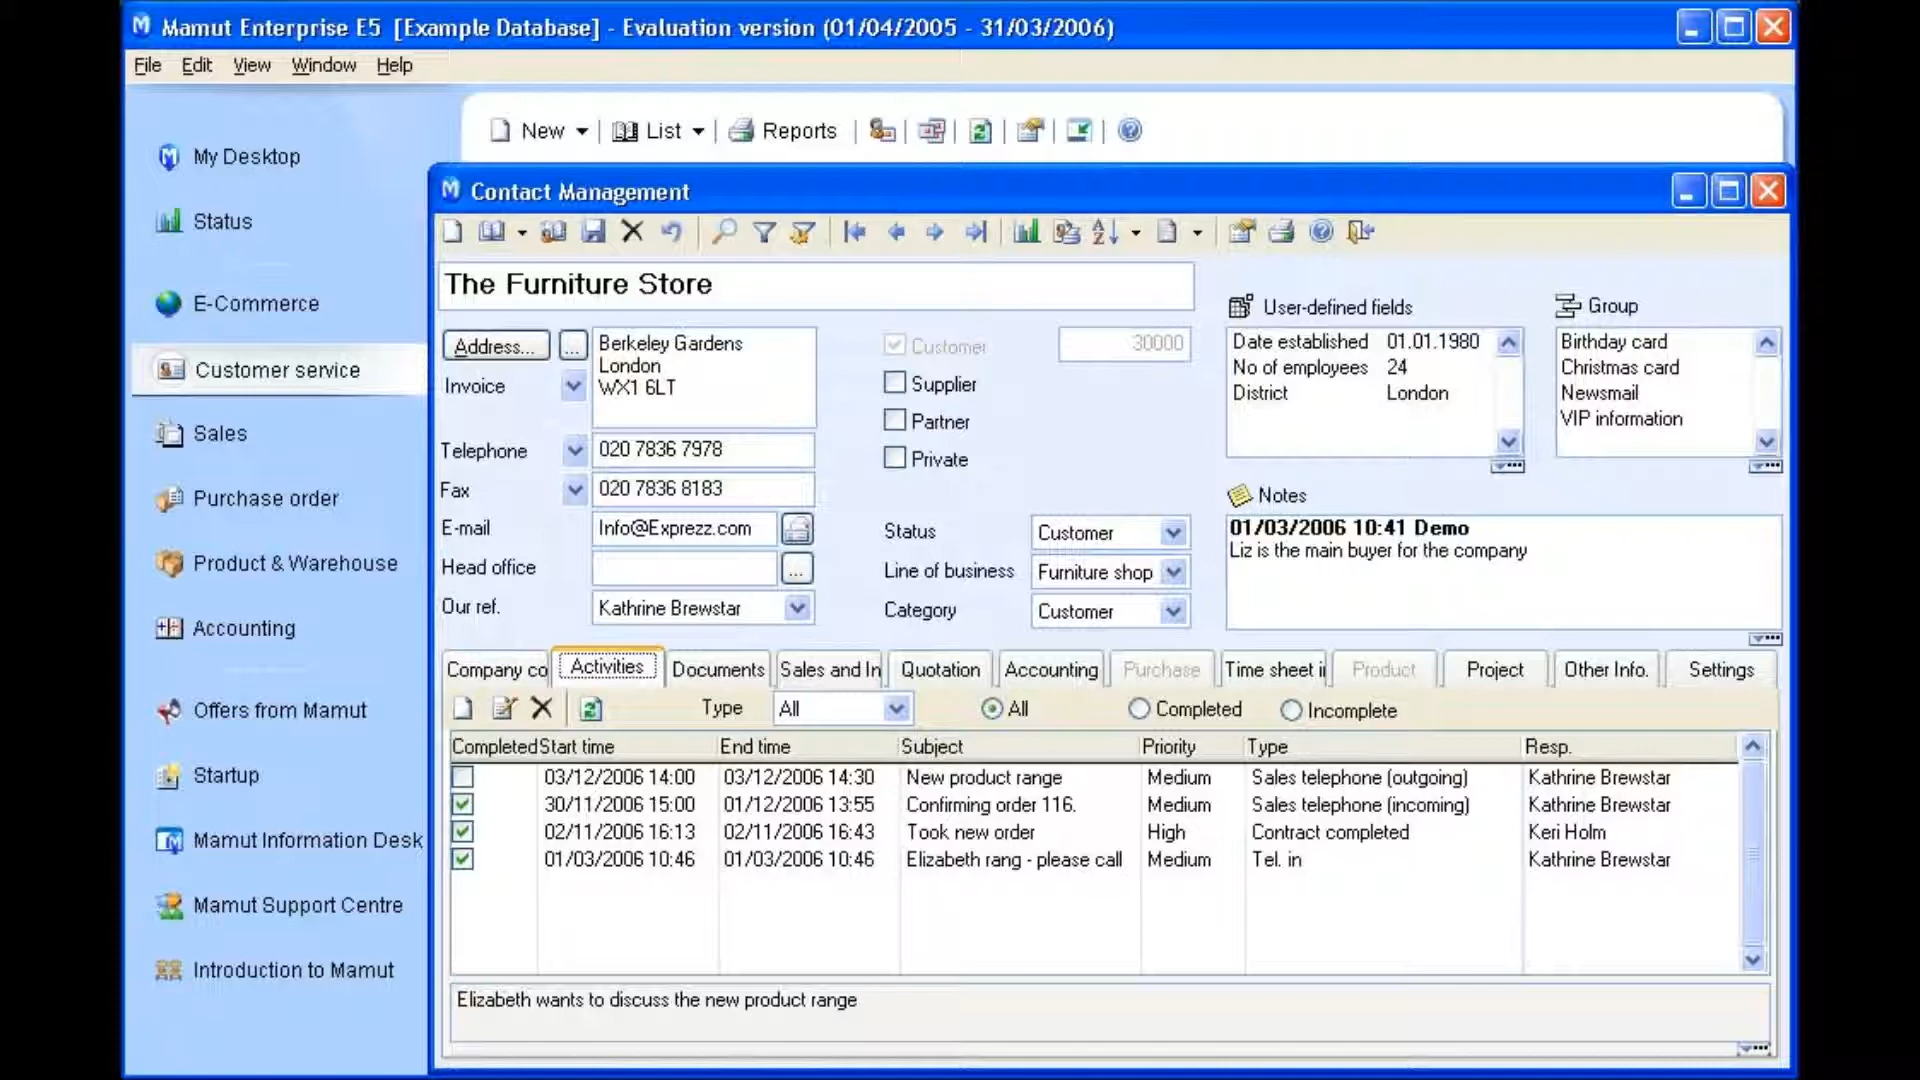 Mamut Enterprise E5 [Example Database] - Evaluation version (01/04/2005 - 31/03/2006)
File Edit View Window Help
New List Reports
My Desktop
Status
E-Commerce
Customer service
Sales
Purchase order
Product & Warehouse
Accounting
Offers from Mamut
Startup
Mamut Information Desk
Mamut Support Centre
Introduction to Mamut
Contact Management
The Furniture Store
Address... ...
Invoice
Berkeley Gardens
London
WX1 6LT
Telephone 020 7836 7978
Fax 020 7836 8183
E-mail Info@Exprezz.com
Head office ...
Our ref. Kathrine Brewstar
Customer 30000
Supplier
Partner
Private
Status Customer
Line of business Furniture shop
Category Customer
User-defined fields
Date established 01.01.1980
No of employees 24
District London
Group
Birthday card
Christmas card
Newsmail
VIP information
Notes
01/03/2006 10:41 Demo
Liz is the main buyer for the company
Company co Activities Documents Sales and In Quotation Accounting Purchase Time sheet i Product Project Other Info. Settings
Type All All Completed Incomplete
Completed Start time End time Subject Priority Type Resp.
03/12/2006 14:00 03/12/2006 14:30 New product range Medium Sales telephone (outgoing) Kathrine Brewstar
30/11/2006 15:00 01/12/2006 13:55 Confirming order 116. Medium Sales telephone (incoming) Kathrine Brewstar
02/11/2006 16:13 02/11/2006 16:43 Took new order High Contract completed Keri Holm
01/03/2006 10:46 01/03/2006 10:46 Elizabeth rang - please call Medium Tel. in Kathrine Brewstar
Elizabeth wants to discuss the new product range